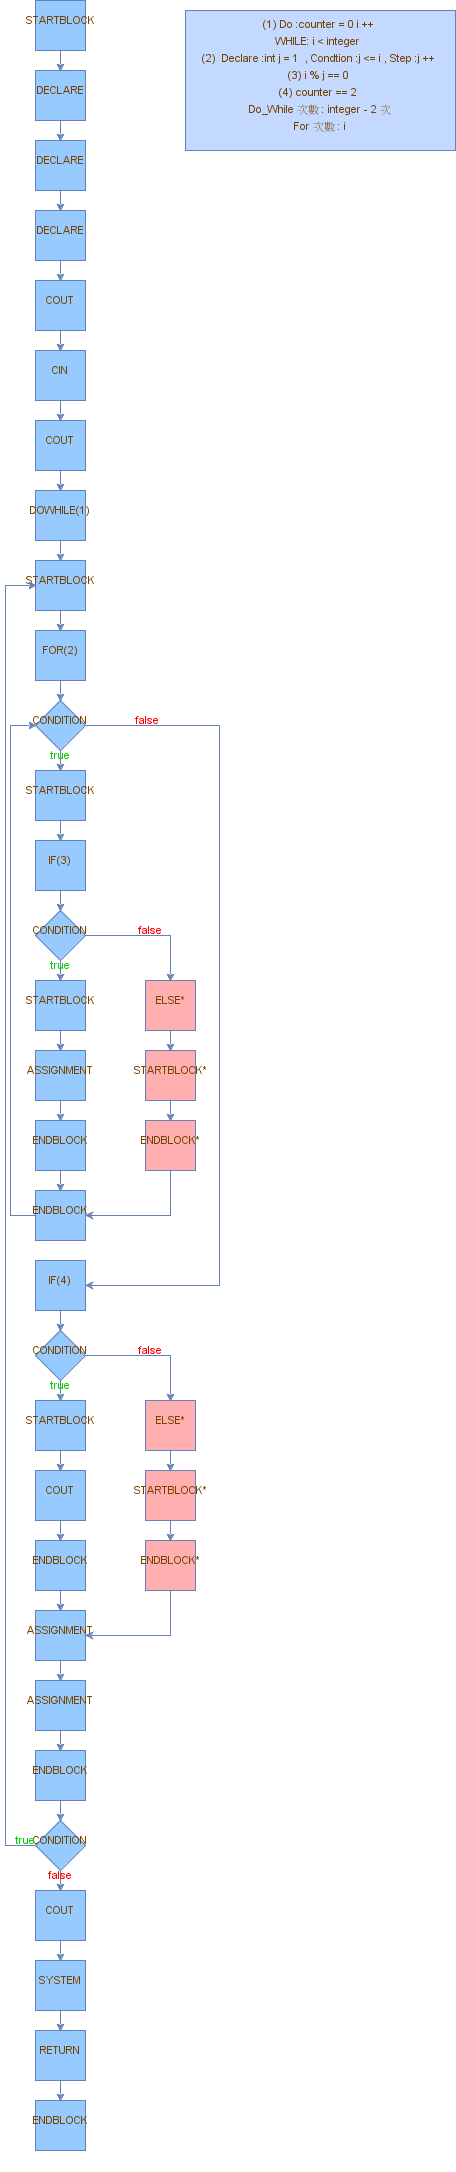 STARTBLOCK
(1) Do :counter = 0 i ++
WHILE: i < integer
(2) Declare :int j = 1 , Condtion :j <= i , Step :j ++
(3) i % j == 0
(4) counter == 2
Do_While 次數 : integer - 2 次
For 次數 : i
DECLARE
DECLARE
DECLARE
COUT
CIN
COUT
DOWHILE(1)
STARTBLOCK
FOR(2)
CONDITION
false
true
STARTBLOCK
IF(3)
CONDITION
false
true
STARTBLOCK
ELSE*
ASSIGNMENT
STARTBLOCK*
ENDBLOCK
ENDBLOCK*
ENDBLOCK
IF(4)
CONDITION
false
true
STARTBLOCK
ELSE*
COUT
STARTBLOCK*
ENDBLOCK
ENDBLOCK*
ASSIGNMENT
ASSIGNMENT
ENDBLOCK
true
CONDITION
false
COUT
SYSTEM
RETURN
ENDBLOCK